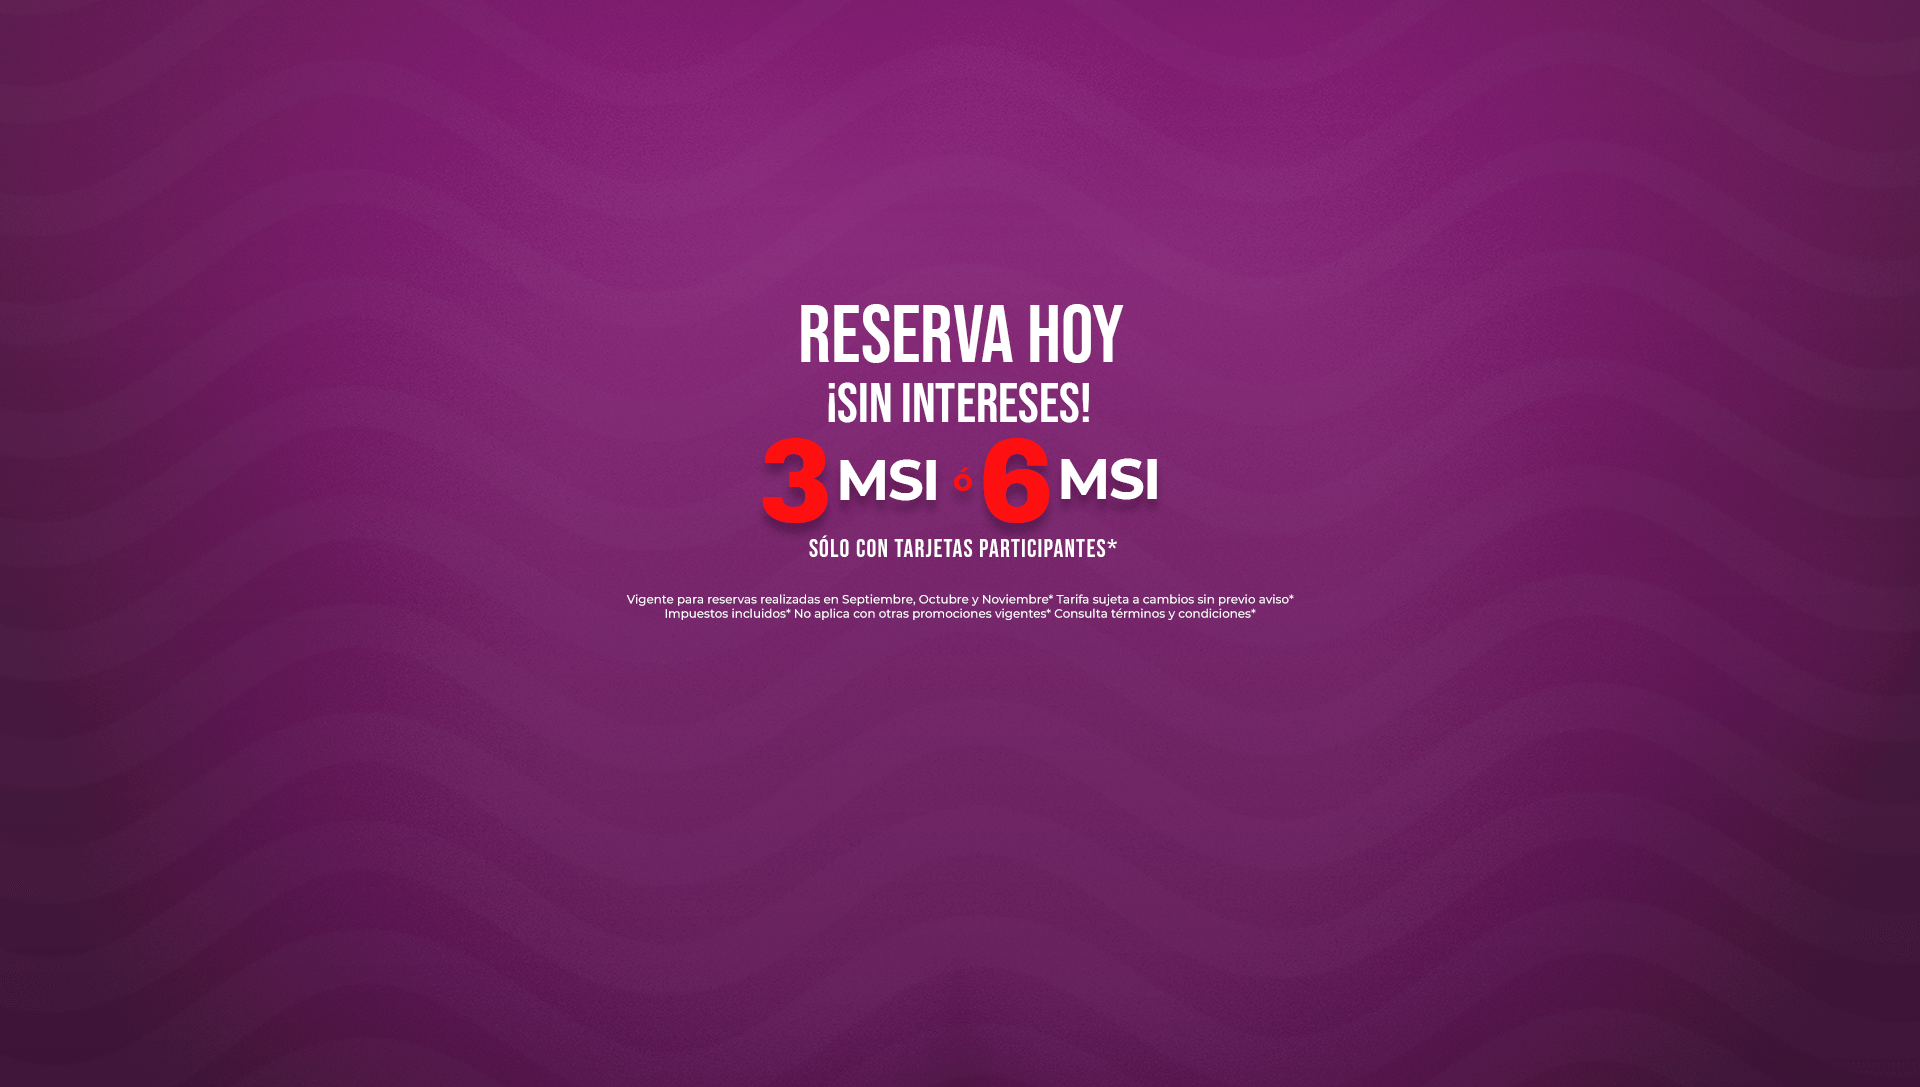 RESERVA HOY
¡SIN INTERESES!
3 MSI ó 6 MSI
SÓLO CON TARJETAS PARTICIPANTES*
Vigente para reservas realizadas en Septiembre, Octubre y Noviembre* Tarifa sujeta a cambios sin previo aviso*
Impuestos incluidos* No aplica con otras promociones vigentes* Consulta términos y condiciones*